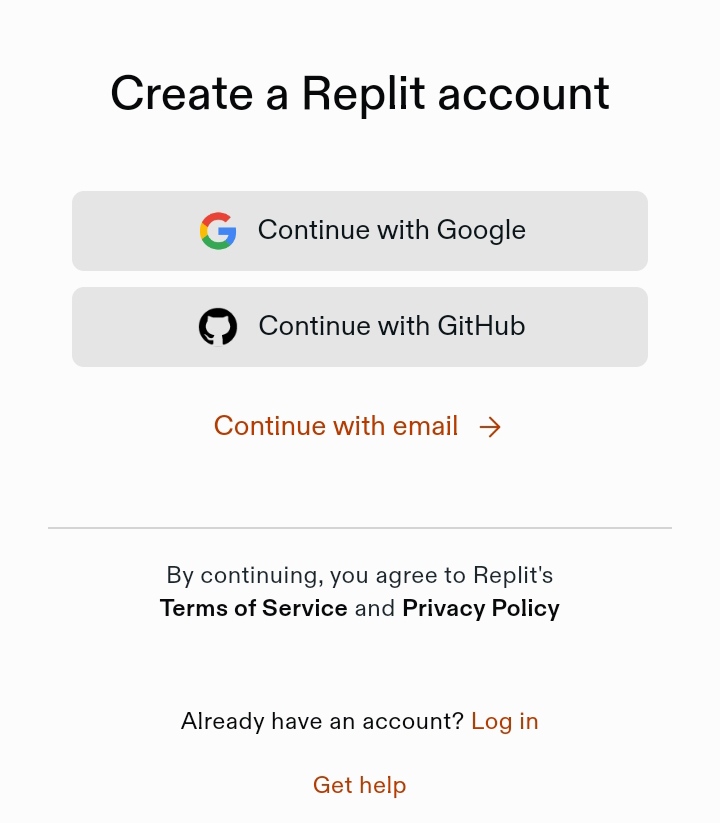 Create a Replit account
Continue with Google
Continue with GitHub
Continue with email →
By continuing, you agree to Replit's
Terms of Service and Privacy Policy
Already have an account? Log in
Get help